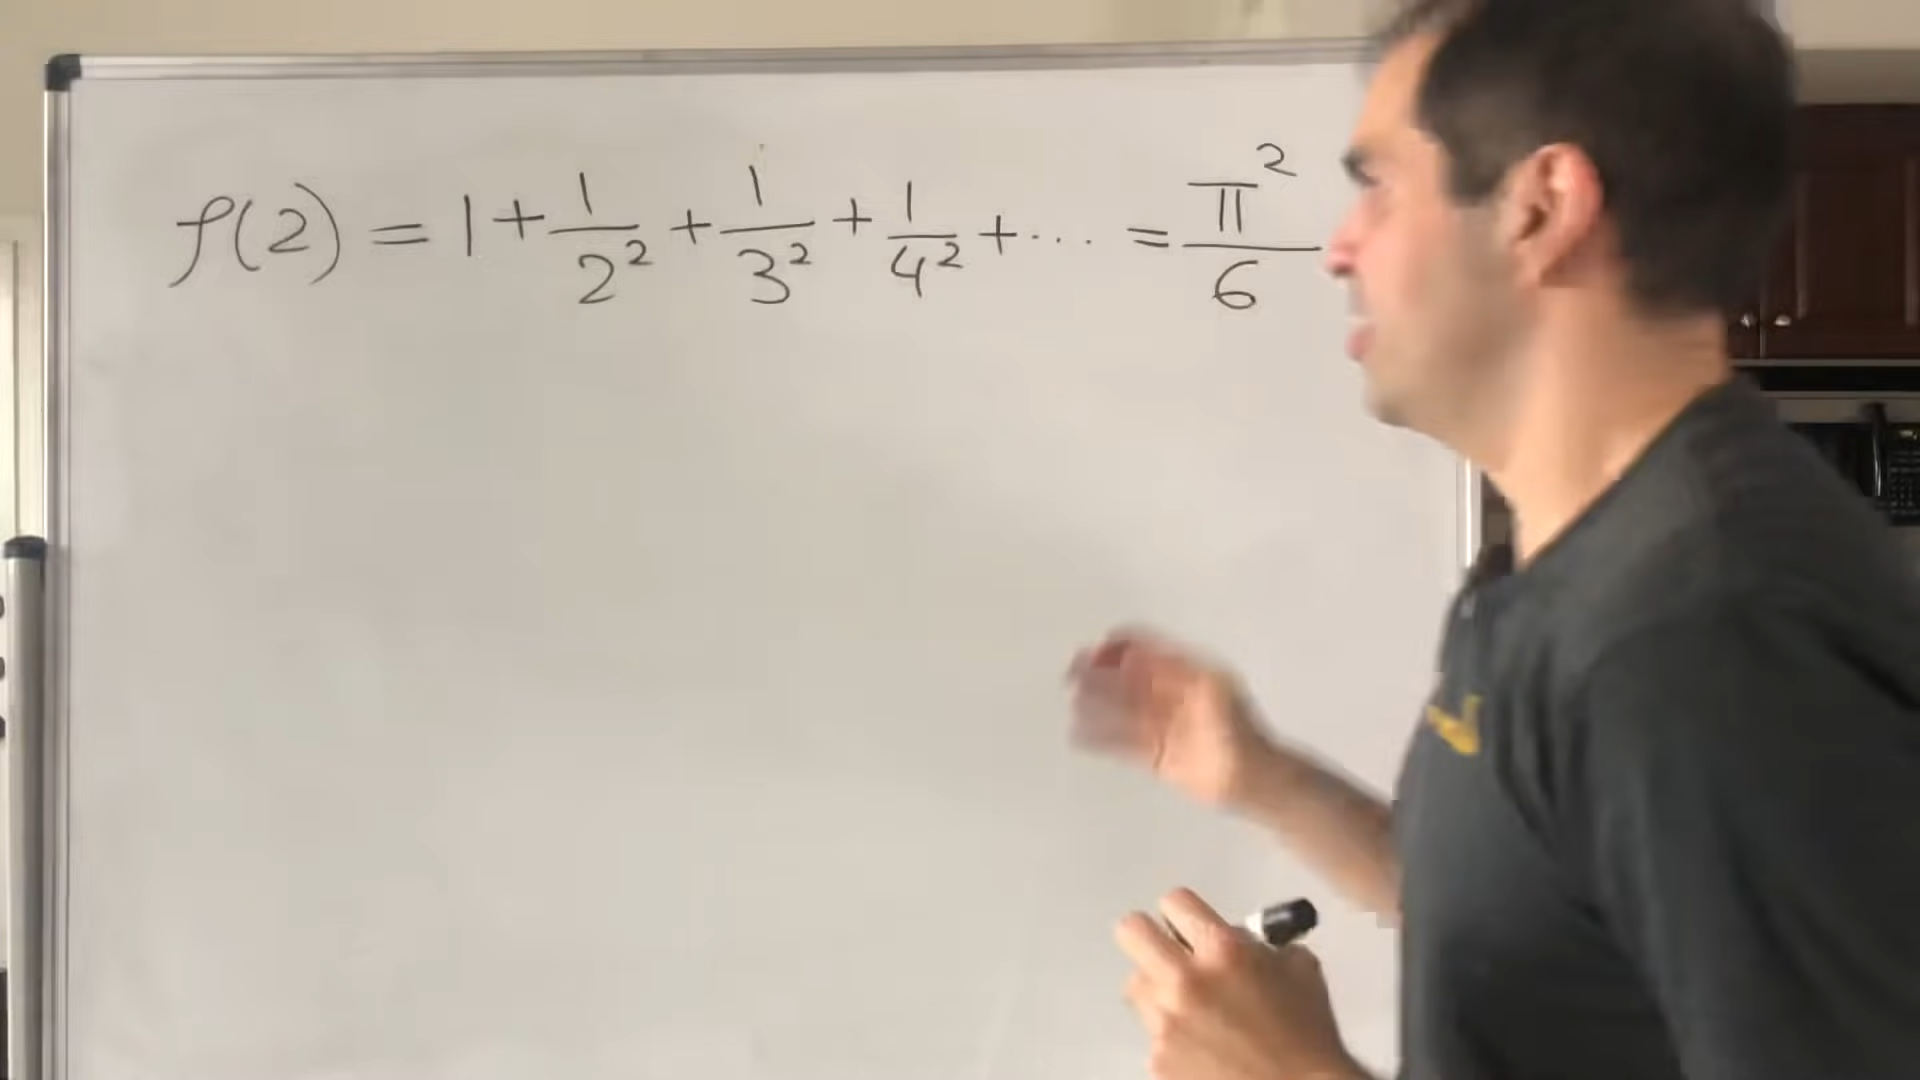 ζ(2) = 1 + 1/2² + 1/3² + 1/4² + ... = π²/6